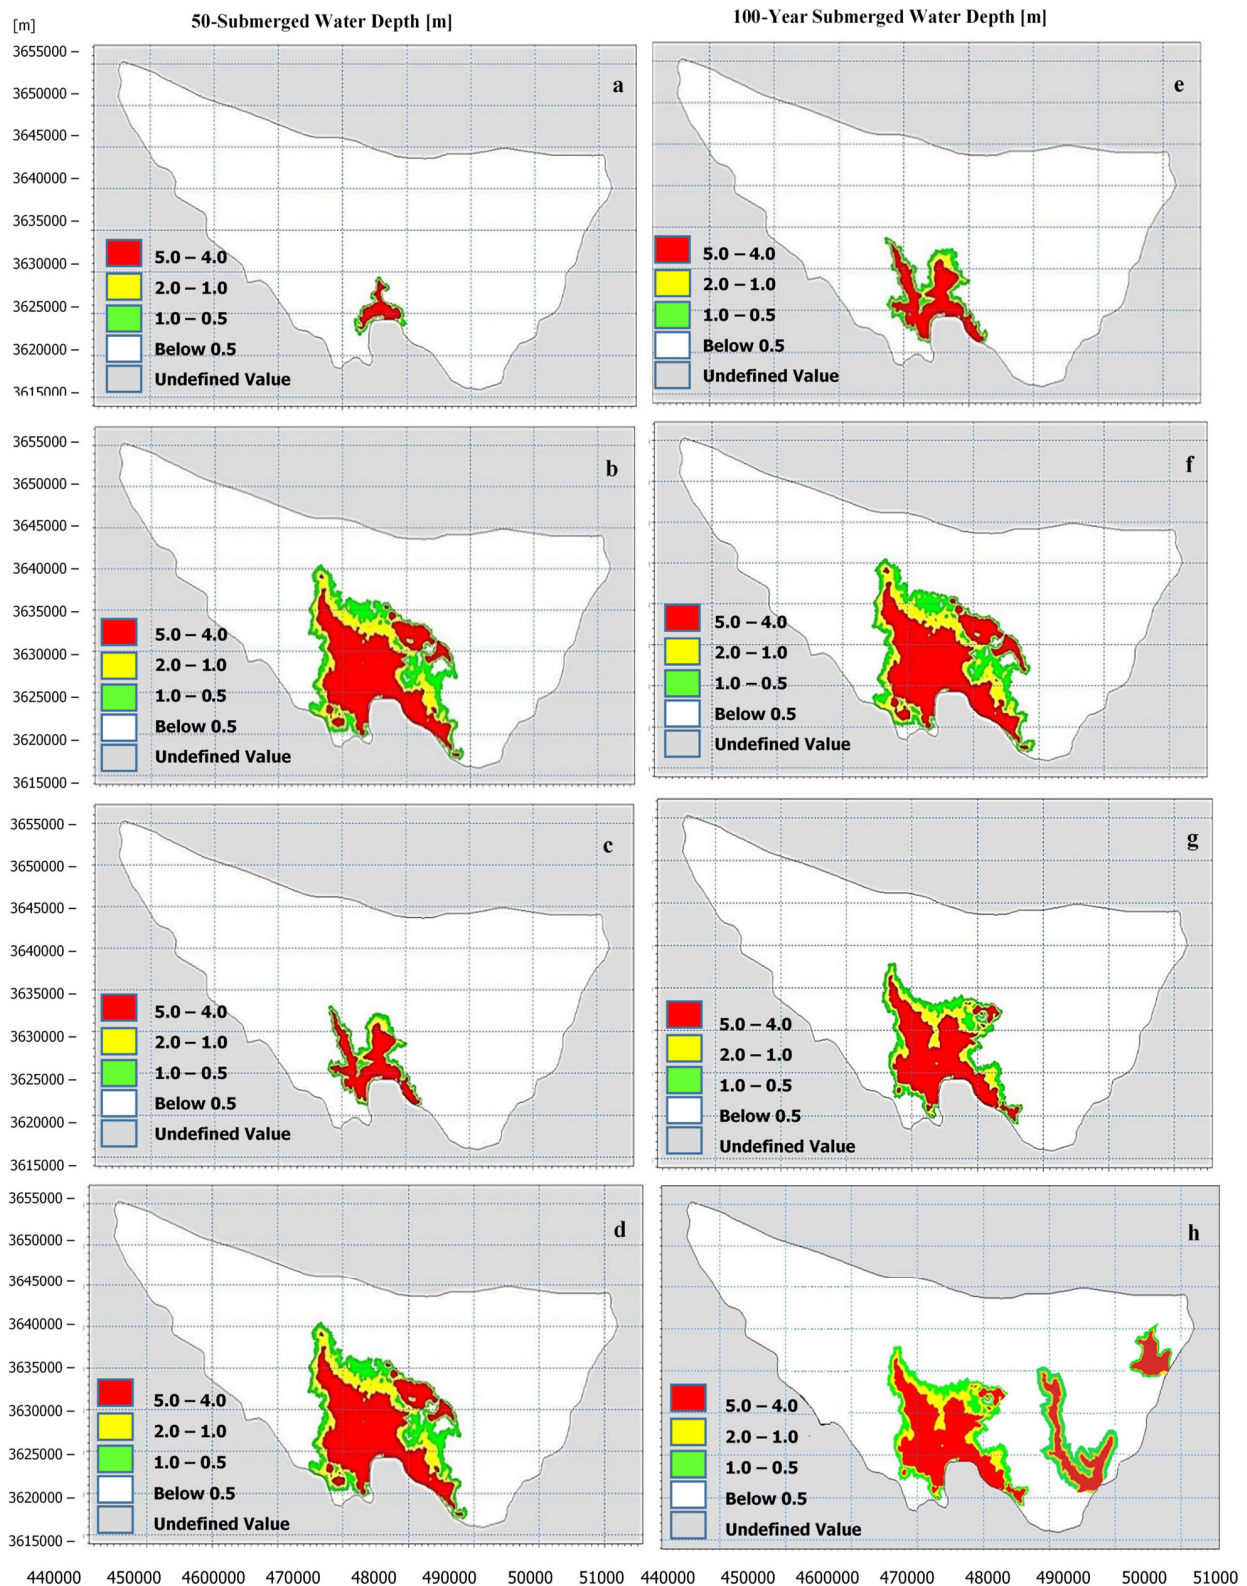 [m]
50-Submerged Water Depth [m]
100-Year Submerged Water Depth [m]
3655000 –
3650000 –
3645000 –
3640000 –
3635000 –
3630000 –
3625000 –
3620000 –
3615000 –
a
5.0 – 4.0
2.0 – 1.0
1.0 – 0.5
Below 0.5
Undefined Value
e
5.0 – 4.0
2.0 – 1.0
1.0 – 0.5
Below 0.5
Undefined Value
3655000 –
3650000 –
3645000 –
3640000 –
3635000 –
3630000 –
3625000 –
3620000 –
3615000 –
b
5.0 – 4.0
2.0 – 1.0
1.0 – 0.5
Below 0.5
Undefined Value
f
5.0 – 4.0
2.0 – 1.0
1.0 – 0.5
Below 0.5
Undefined Value
3655000 –
3650000 –
3645000 –
3640000 –
3635000 –
3630000 –
3625000 –
3620000 –
3615000 –
c
5.0 – 4.0
2.0 – 1.0
1.0 – 0.5
Below 0.5
Undefined Value
g
5.0 – 4.0
2.0 – 1.0
1.0 – 0.5
Below 0.5
Undefined Value
3655000 –
3650000 –
3645000 –
3640000 –
3635000 –
3630000 –
3625000 –
3620000 –
3615000 –
d
5.0 – 4.0
2.0 – 1.0
1.0 – 0.5
Below 0.5
Undefined Value
h
5.0 – 4.0
2.0 – 1.0
1.0 – 0.5
Below 0.5
Undefined Value
440000 450000 4600000 470000 480000 490000 50000 51000
440000 450000 4600000 470000 48000 490000 50000 51000